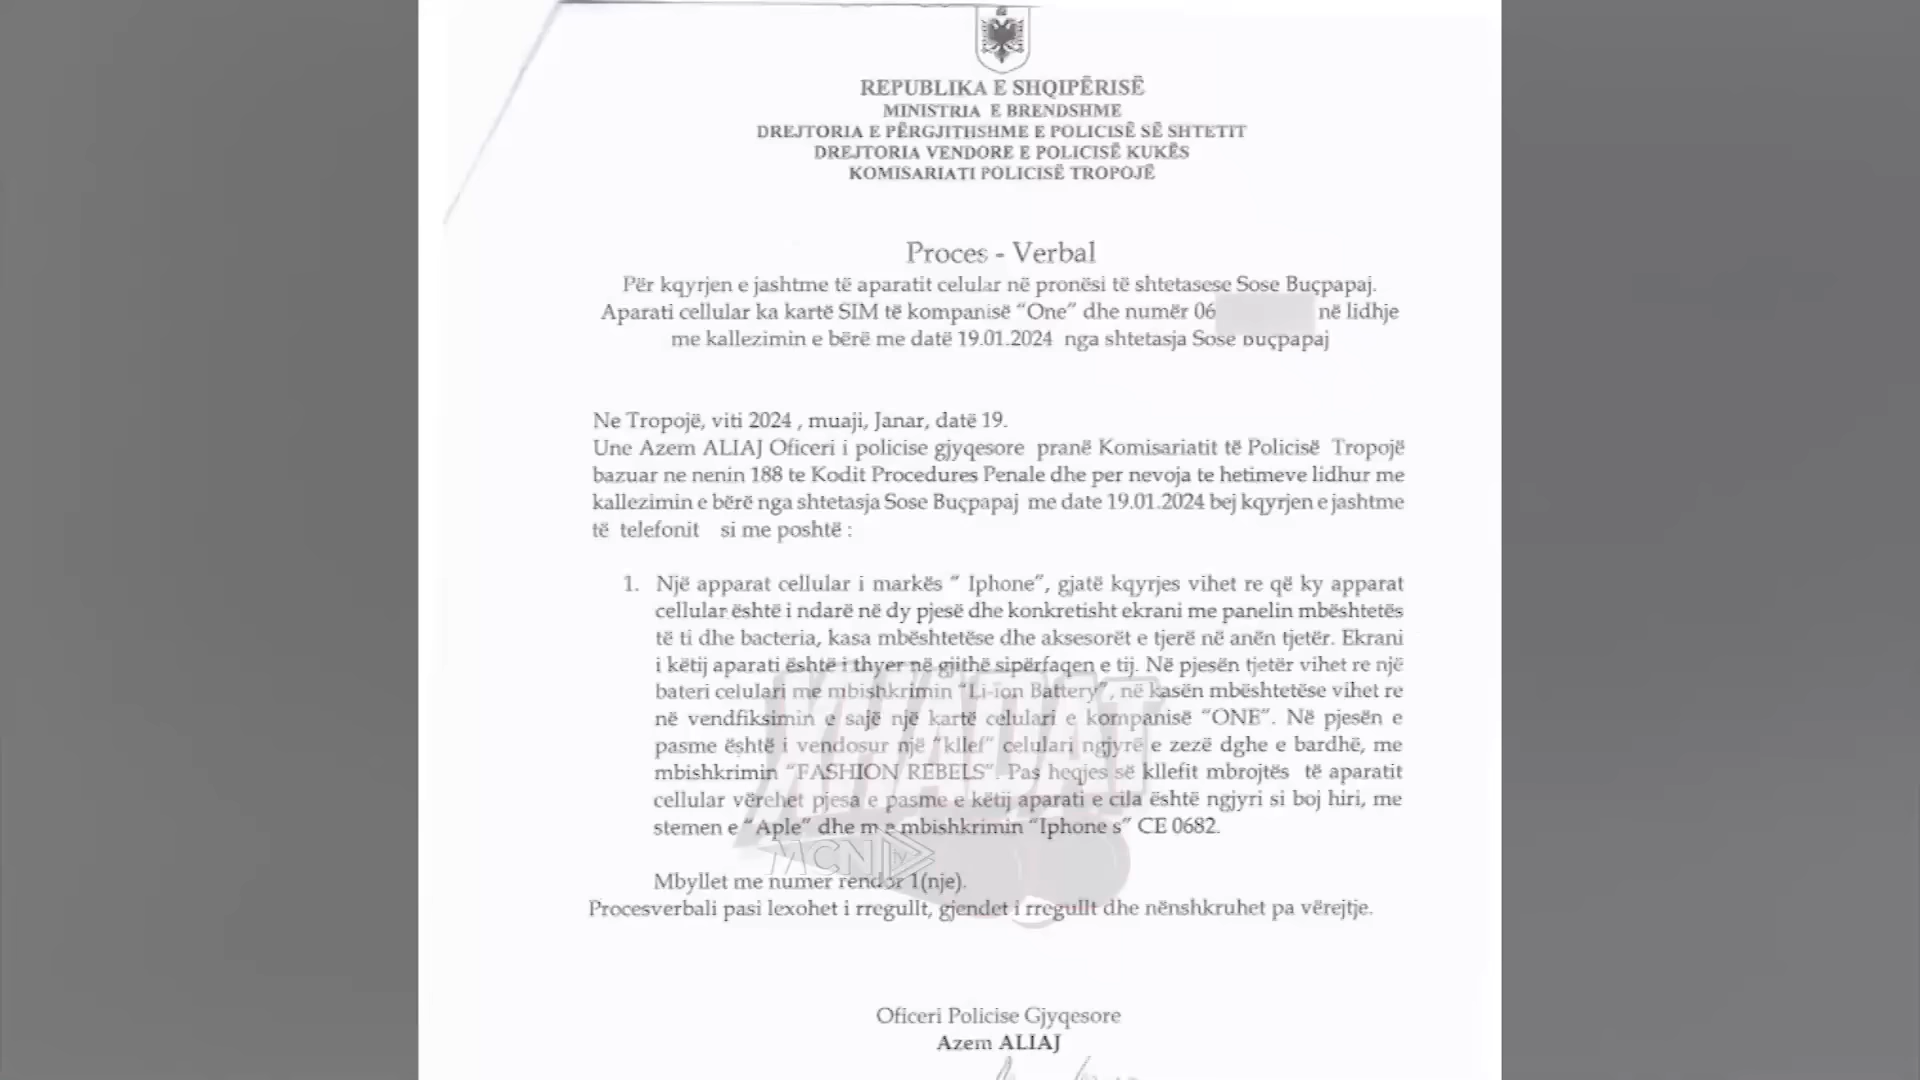 REPUBLIKA E SHQIPËRISË
MINISTRIA E BRENDSHME
DREJTORIA E PËRGJITHSHME E POLICISË SË SHTETIT
DREJTORIA VENDORE E POLICISË KUKËS
KOMISARIATI POLICISË TROPOJË
Proces - Verbal
Për kqyrjen e jashtme të aparatit celular në pronësi të shtetasese Sose Buçpapaj.
Aparati cellular ka kartë SIM të kompanisë “One” dhe numër 06 në lidhje
me kallezimin e bërë me datë 19.01.2024 nga shtetasja Sose Buçpapaj
Ne Tropojë, viti 2024 , muaji, Janar, datë 19.
Une Azem ALIAJ Oficeri i policise gjyqesore pranë Komisariatit të Policisë Tropojë
bazuar ne nenin 188 te Kodit Procedures Penale dhe per nevoja te hetimeve lidhur me
kallezimin e bërë nga shtetasja Sose Buçpapaj me date 19.01.2024 bej kqyrjen e jashtme
të telefonit si me poshtë :
1. Një apparat cellular i markës “ Iphone”, gjatë kqyrjes vihet re që ky apparat
cellular është i ndarë në dy pjesë dhe konkretisht ekrani me panelin mbështetës
të ti dhe bacteria, kasa mbështetëse dhe aksesorët e tjerë në anën tjetër. Ekrani
i këtij aparati është i thyer në gjithë sipërfaqen e tij. Në pjesën tjetër vihet re një
bateri celulari me mbishkrimin “Li-ion Battery”, në kasën mbështetëse vihet re
në vendfiksimin e sajë një kartë celulari e kompanisë “ONE”. Në pjesën e
pasme është i vendosur një “kllef” celulari ngjyrë e zezë dghe e bardhë, me
mbishkrimin “FASHION REBELS”. Pas heqjes së kllefit mbrojtës të aparatit
cellular vërehet pjesa e pasme e këtij aparati e cila është ngjyri si boj hiri, me
stemen e “Aple” dhe me mbishkrimin “Iphone s” CE 0682.
XHADAT
MCN tv
Mbyllet me numer rendor 1(nje).
Procesverbali pasi lexohet i rregullt, gjendet i rregullt dhe nënshkruhet pa vërejtje.
Oficeri Policise Gjyqesore
Azem ALIAJ